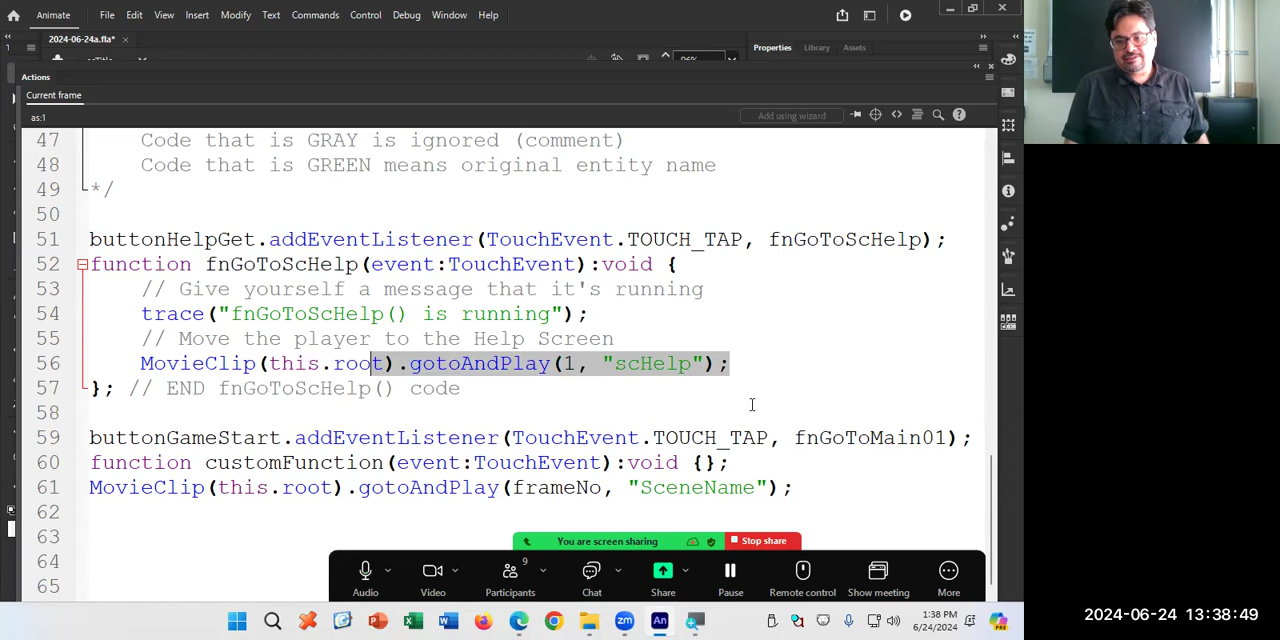 Animate File Edit View Insert Modify Text Commands Control Debug Window Help
2024-06-24a.fla* ×
Properties Library Assets
Actions
Current frame
as:1 Add using wizard
47 Code that is GRAY is ignored (comment)
48 Code that is GREEN means original entity name
49 */
50
51 buttonHelpGet.addEventListener(TouchEvent.TOUCH_TAP, fnGoToScHelp);
52 function fnGoToScHelp(event:TouchEvent):void {
53 // Give yourself a message that it's running
54 trace("fnGoToScHelp() is running");
55 // Move the player to the Help Screen
56 MovieClip(this.root).gotoAndPlay(1, "scHelp");
57 }; // END fnGoToScHelp() code
58
59 buttonGameStart.addEventListener(TouchEvent.TOUCH_TAP, fnGoToMain01);
60 function customFunction(event:TouchEvent):void {};
61 MovieClip(this.root).gotoAndPlay(frameNo, "SceneName");
62
63
64
65
You are screen sharing Stop share
9
Audio Video Participants Chat Share Pause Remote control Show meeting More
1:38 PM
6/24/2024
2024-06-24 13:38:49